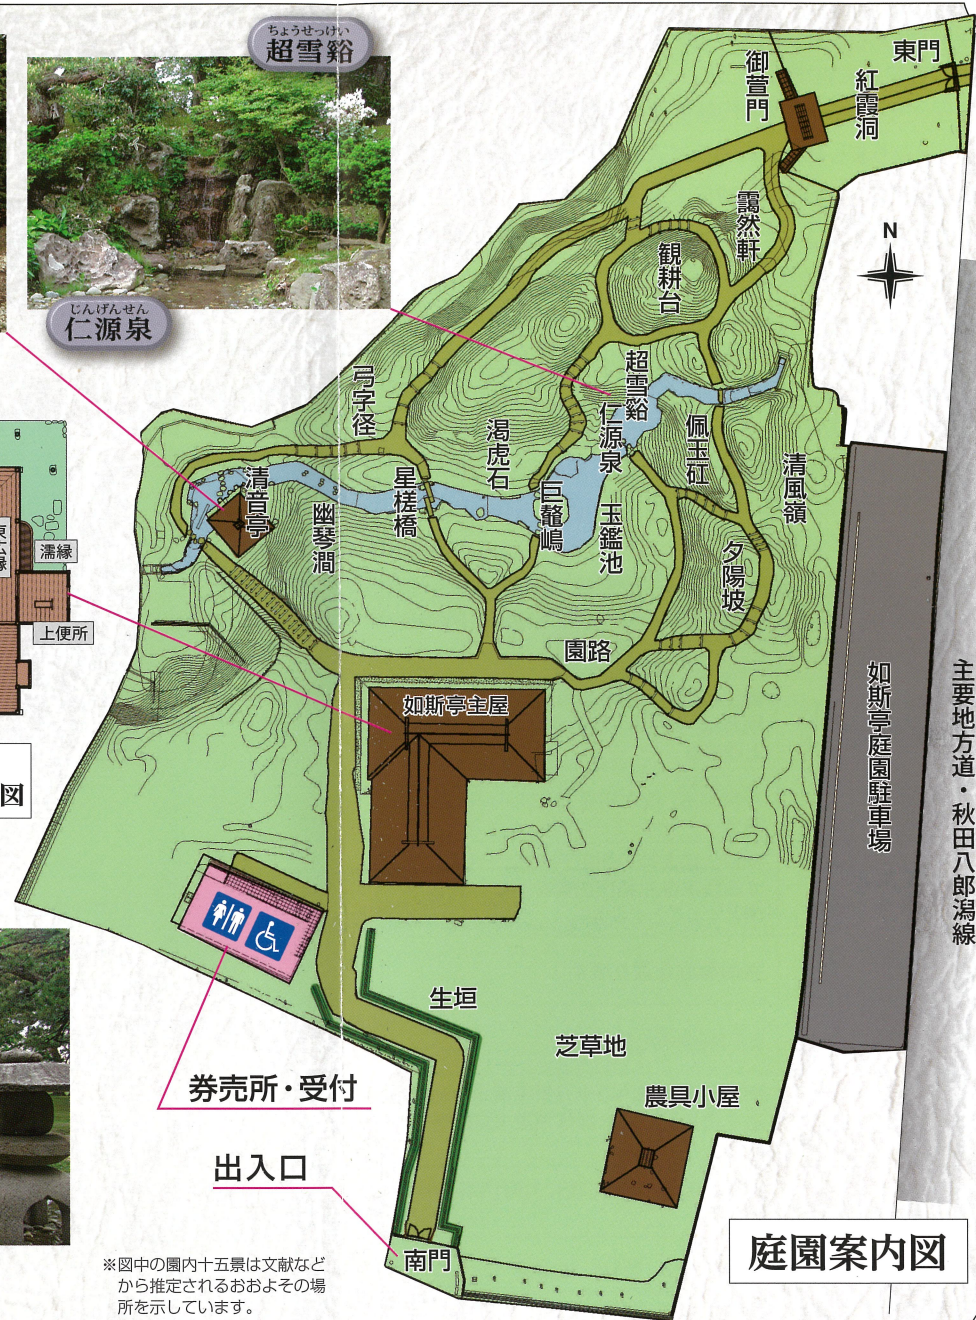 ちょうせっけい
超雪谿
じんげんせん
仁源泉
東門
御萱門
紅霞洞
靄然軒
N
観耕台
超雪谿
仁源泉
弓字径
渇虎石
佩玉矼
清風嶺
清音亭
星槎橋
巨鼇嶋
玉鑑池
幽琴澗
夕陽坡
濡縁
上便所
園路
如斯亭主屋
如斯亭庭園駐車場
主要地方道・秋田八郎潟線
図
生垣
芝草地
券売所・受付
農具小屋
出入口
南門
庭園案内図
※図中の園内十五景は文献など
から推定されるおおよその場
所を示しています。